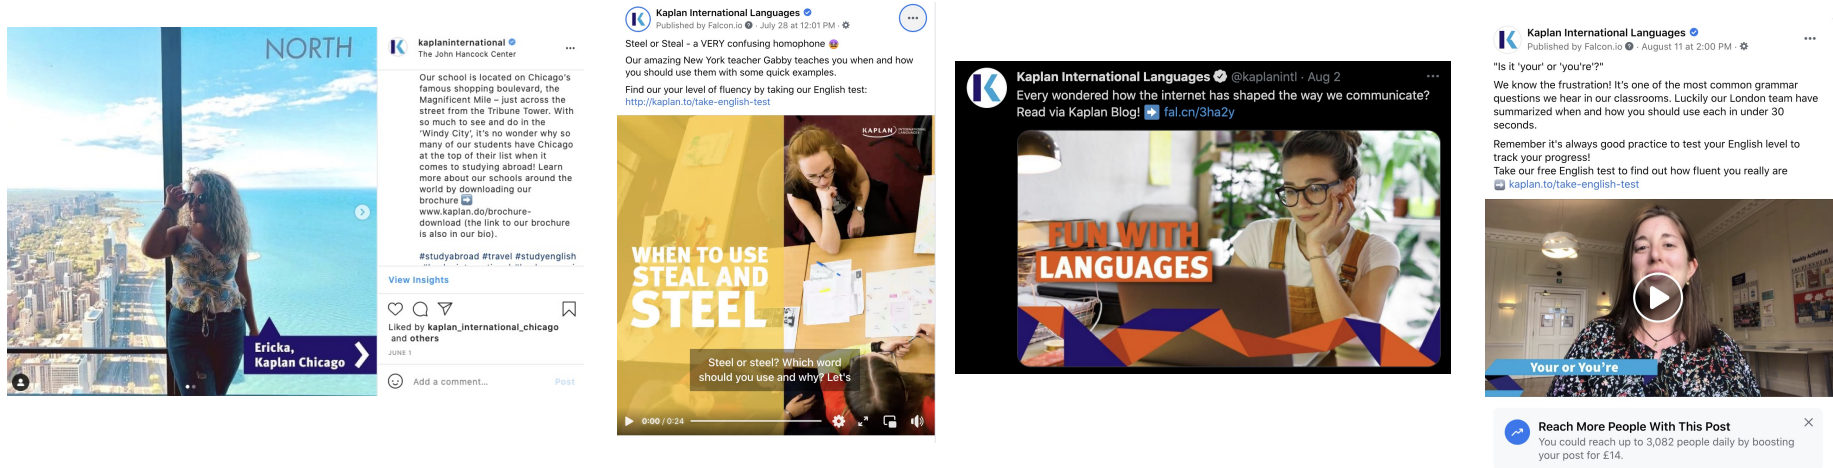 NORTH
Ericka,
Kaplan Chicago
kaplaninternational
The John Hancock Center
Our school is located on Chicago's
famous shopping boulevard, the
Magnificent Mile – just across the
street from the Tribune Tower. With
so much to see and do in the
'Windy City', it's no wonder why so
many of our students have Chicago
at the top of their list when it
comes to studying abroad! Learn
more about our schools around the
world by downloading our
brochure ➡️
www.kaplan.do/brochure-
download (the link to our brochure
is also in our bio).
#studyabroad #travel #studyenglish
View Insights
Liked by kaplan_international_chicago
and others
JUNE 1
Add a comment...
Post
Kaplan International Languages
Published by Falcon.io · July 28 at 12:01 PM ·
Steel or Steal - a VERY confusing homophone
Our amazing New York teacher Gabby teaches you when and how
you should use them with some quick examples.
Find our your level of fluency by taking our English test:
http://kaplan.to/take-english-test
KAPLAN INTERNATIONAL LANGUAGES
WHEN TO USE
STEAL AND
STEEL
Steel or steel? Which word
should you use and why? Let's
0:00 / 0:24
Kaplan International Languages @kaplanintl · Aug 2
Every wondered how the internet has shaped the way we communicate?
Read via Kaplan Blog! ➡️ fal.cn/3ha2y
FUN WITH
LANGUAGES
Kaplan International Languages
Published by Falcon.io · August 11 at 2:00 PM ·
"Is it 'your' or 'you're'?"
We know the frustration! It's one of the most common grammar
questions we hear in our classrooms. Luckily our London team have
summarized when and how you should use each in under 30
seconds.
Remember it's always good practice to test your English level to
track your progress!
Take our free English test to find out how fluent you really are
➡️ kaplan.to/take-english-test
Weekly Activities
Your or You're
Reach More People With This Post
You could reach up to 3,082 people daily by boosting
your post for £14.